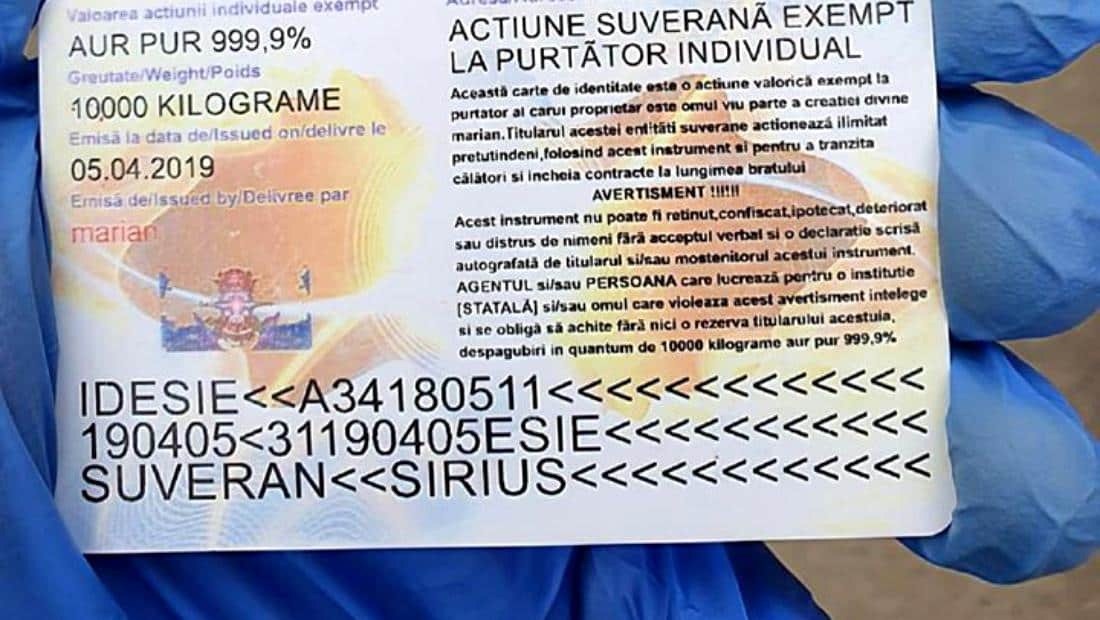 Valoarea actiunii individuale exempt
AUR PUR 999,9%
Greutate/Weight/Poids
10000 KILOGRAME
Emisă la data de/Issued on/delivre le
05.04.2019
Emisă de/Issued by/Delivree par
marian
ACTIUNE SUVERANÃ EXEMPT
LA PURTÃTOR INDIVIDUAL
Această carte de identitate este o actiune valorică exempt la
purtator al carui proprietar este omul viu parte a creatiei divine
marian.Titularul acestei entităti suverane actionează ilimitat
pretutindeni,folosind acest instrument si pentru a tranzita
călători si incheia contracte la lungimea bratului
AVERTISMENT !!!!!!
Acest instrument nu poate fi retinut,confiscat,ipotecat,deteriorat
sau distrus de nimeni fără acceptul verbal si o declaratie scrisă
autografată de titularul si/sau mostenitorul acestui instrument.
AGENTUL si/sau PERSOANA care lucrează pentru o institutie
[STATALĂ] si/sau omul care violeaza acest avertisment intelege
si se obligă să achite fără nici o rezerva titularului acestuia,
despagubiri in quantum de 10000 kilograme aur pur 999,9%
IDESIE<<A34180511<<<<<<<<<<<<<<
190405<31190405ESIE<<<<<<<<<<<<
SUVERAN<<SIRIUS<<<<<<<<<<<<<